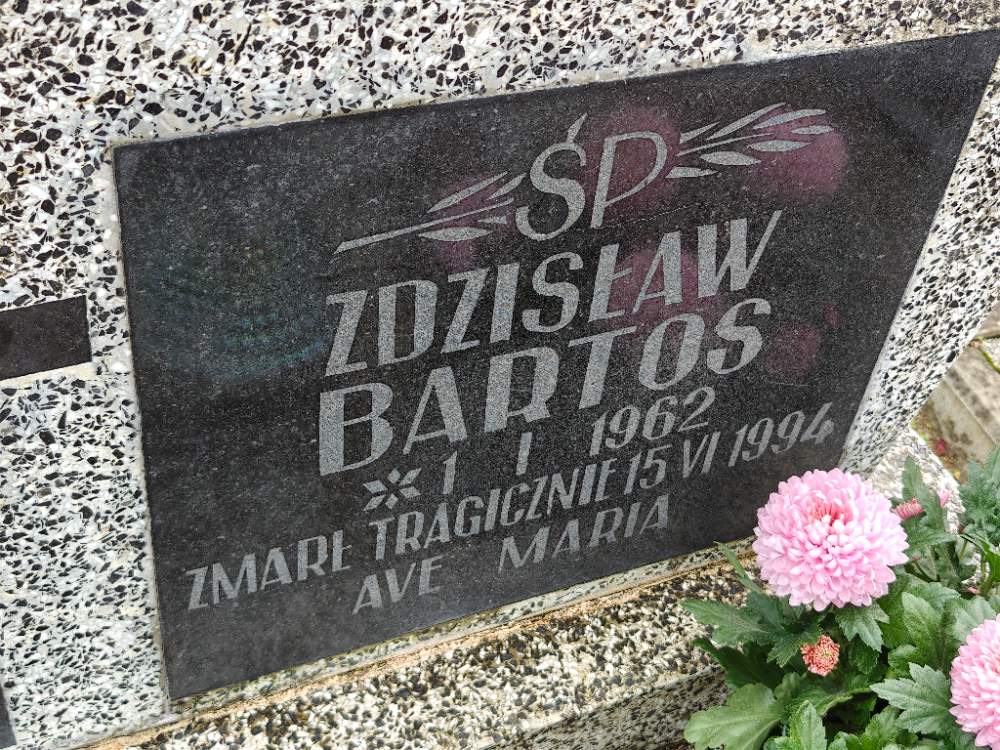 ŚP
ZDZISŁAW
BARTOS
* 1 I 1962
ZMARŁ TRAGICZNIE 15 VI 1994
AVE MARIA